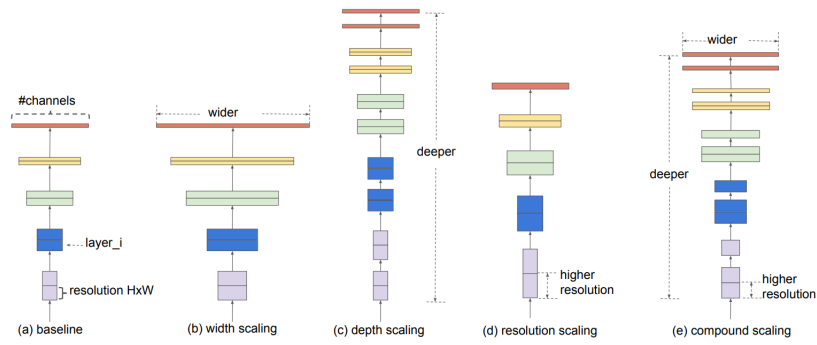 #channels
layer_i
resolution HxW
(a) baseline
wider
(b) width scaling
deeper
(c) depth scaling
higher
resolution
(d) resolution scaling
wider
deeper
higher
resolution
(e) compound scaling